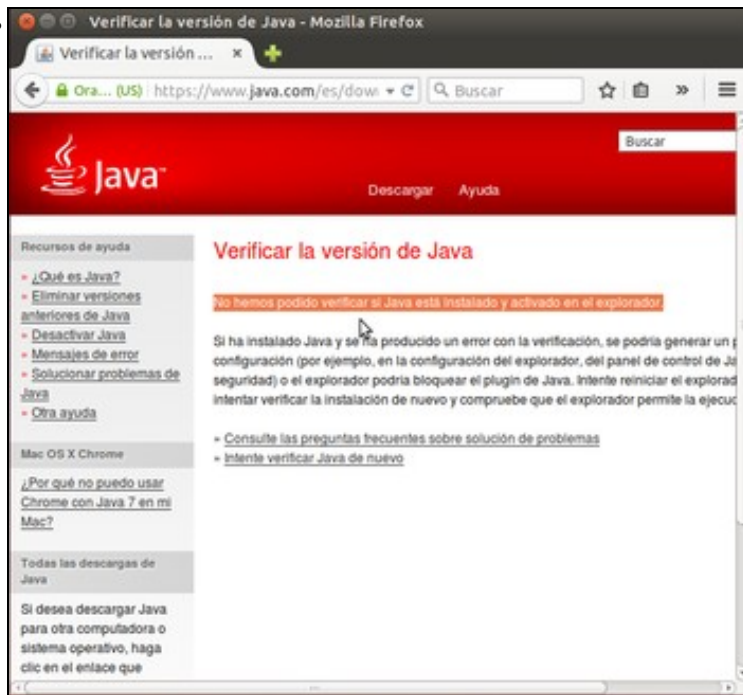 Verificar la versión de Java - Mozilla Firefox
Verificar la versión ...
Ora... (US) https://www.java.com/es/dow
Buscar
Buscar
Java
Descargar Ayuda
Recursos de ayuda
» ¿Qué es Java?
» Eliminar versiones
anteriores de Java
» Desactivar Java
» Mensajes de error
» Solucionar problemas de
Java
» Otra ayuda
Mac OS X Chrome
¿Por qué no puedo usar
Chrome con Java 7 en mi
Mac?
Todas las descargas de
Java
Si desea descargar Java
para otra computadora o
sistema operativo, haga
clic en el enlace que
Verificar la versión de Java
No hemos podido verificar si Java está instalado y activado en el explorador.
Si ha instalado Java y se ha producido un error con la verificación, se podría generar un p
configuración (por ejemplo, en la configuración del explorador, del panel de control de Ja
seguridad) o el explorador podría bloquear el plugin de Java. Intente reiniciar el explorad
intentar verificar la instalación de nuevo y compruebe que el explorador permite la ejecuc
» Consulte las preguntas frecuentes sobre solución de problemas
» Intente verificar Java de nuevo